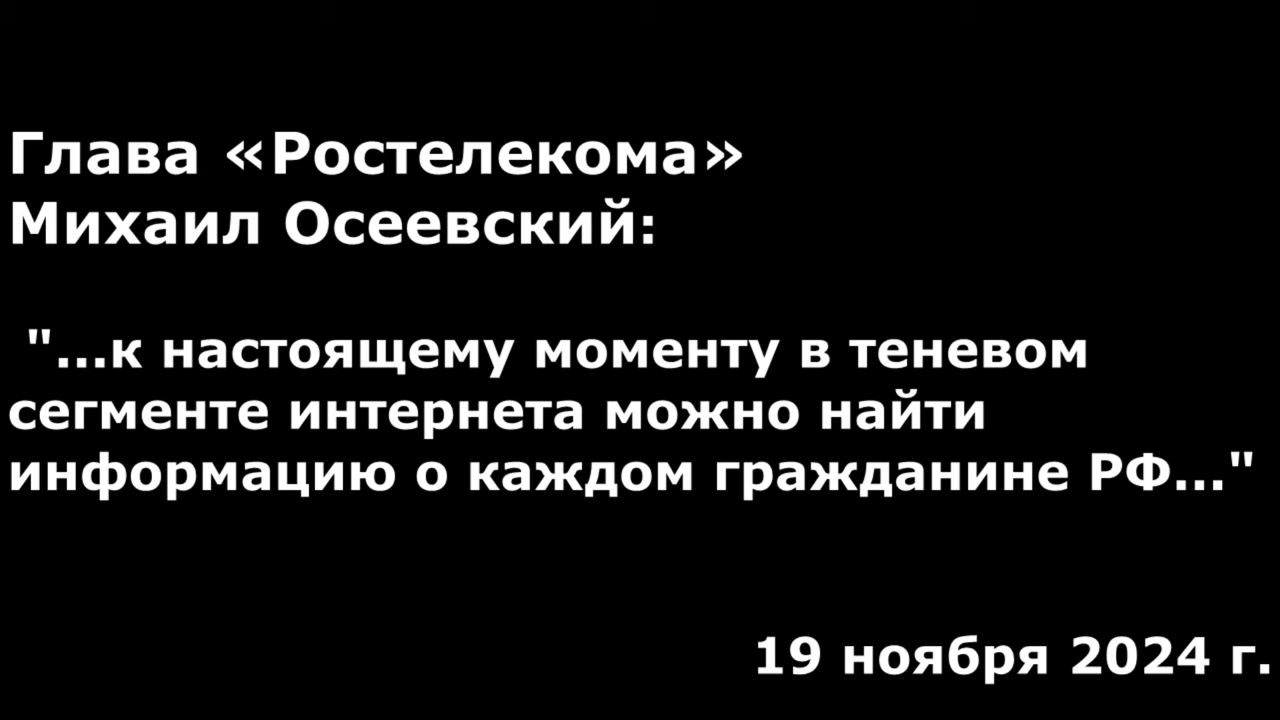 Глава «Ростелекома»
Михаил Осеевский:
"...к настоящему моменту в теневом
сегменте интернета можно найти
информацию о каждом гражданине РФ..."
19 ноября 2024 г.